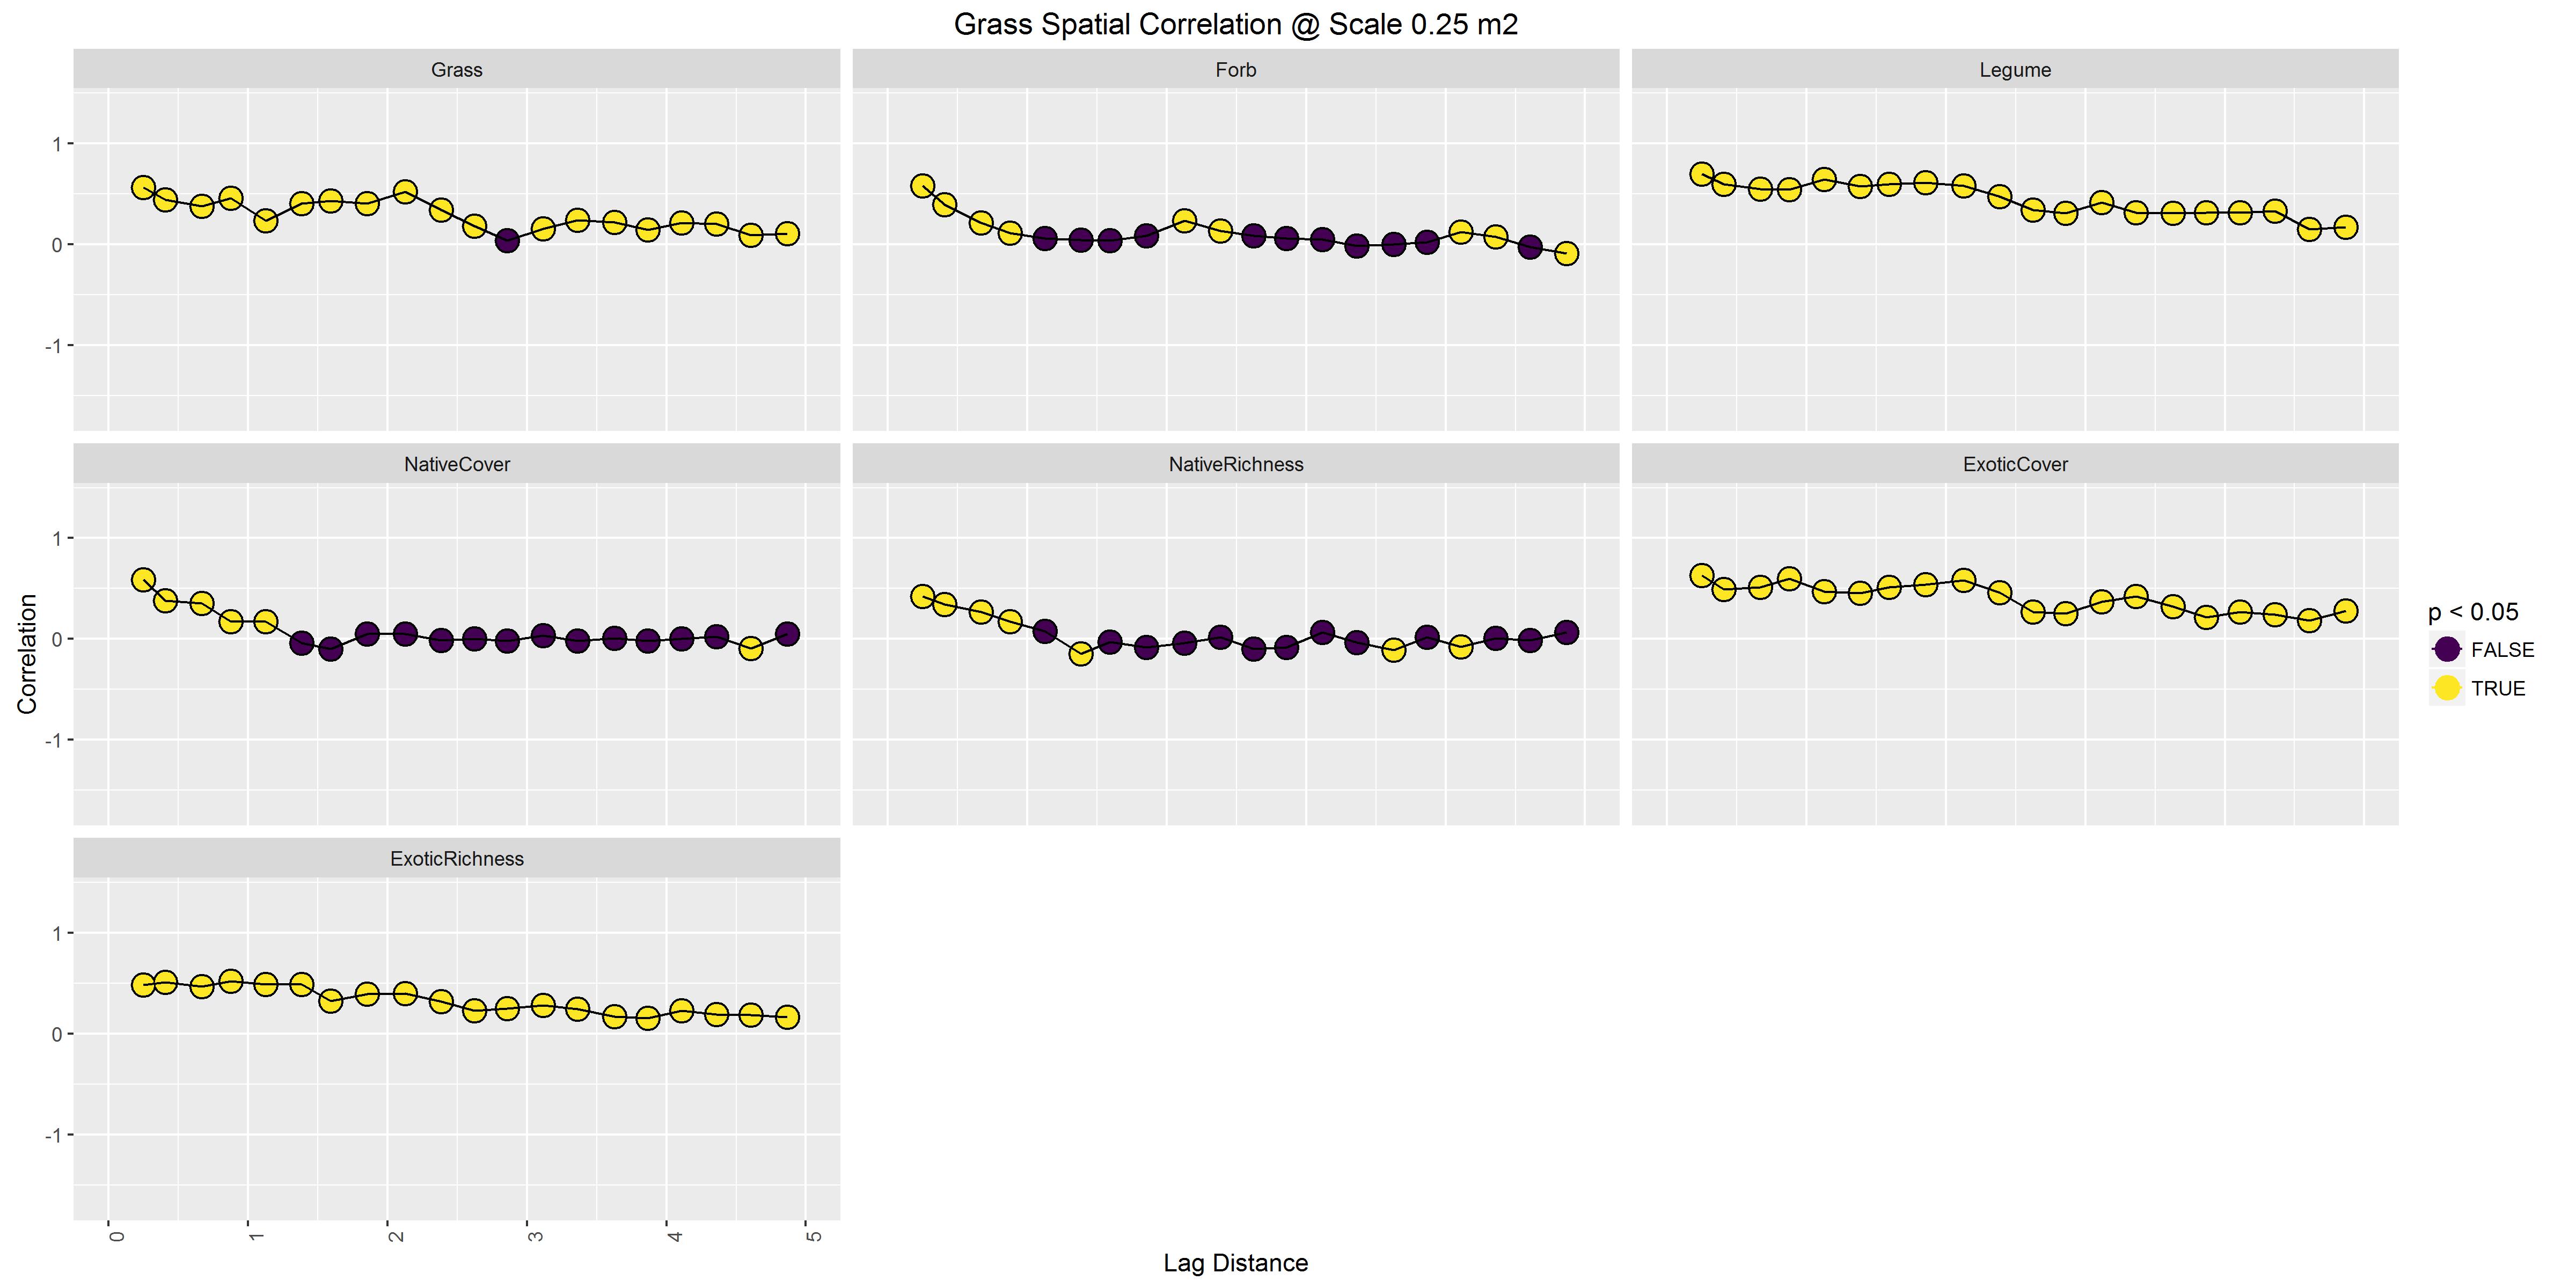 Grass Spatial Correlation @ Scale 0.25 m2
Grass
Forb
Legume
1
0
-1
NativeCover
NativeRichness
ExoticCover
1
0
-1
Correlation
p < 0.05
FALSE
TRUE
ExoticRichness
1
0
-1
0
1
2
3
4
5
Lag Distance